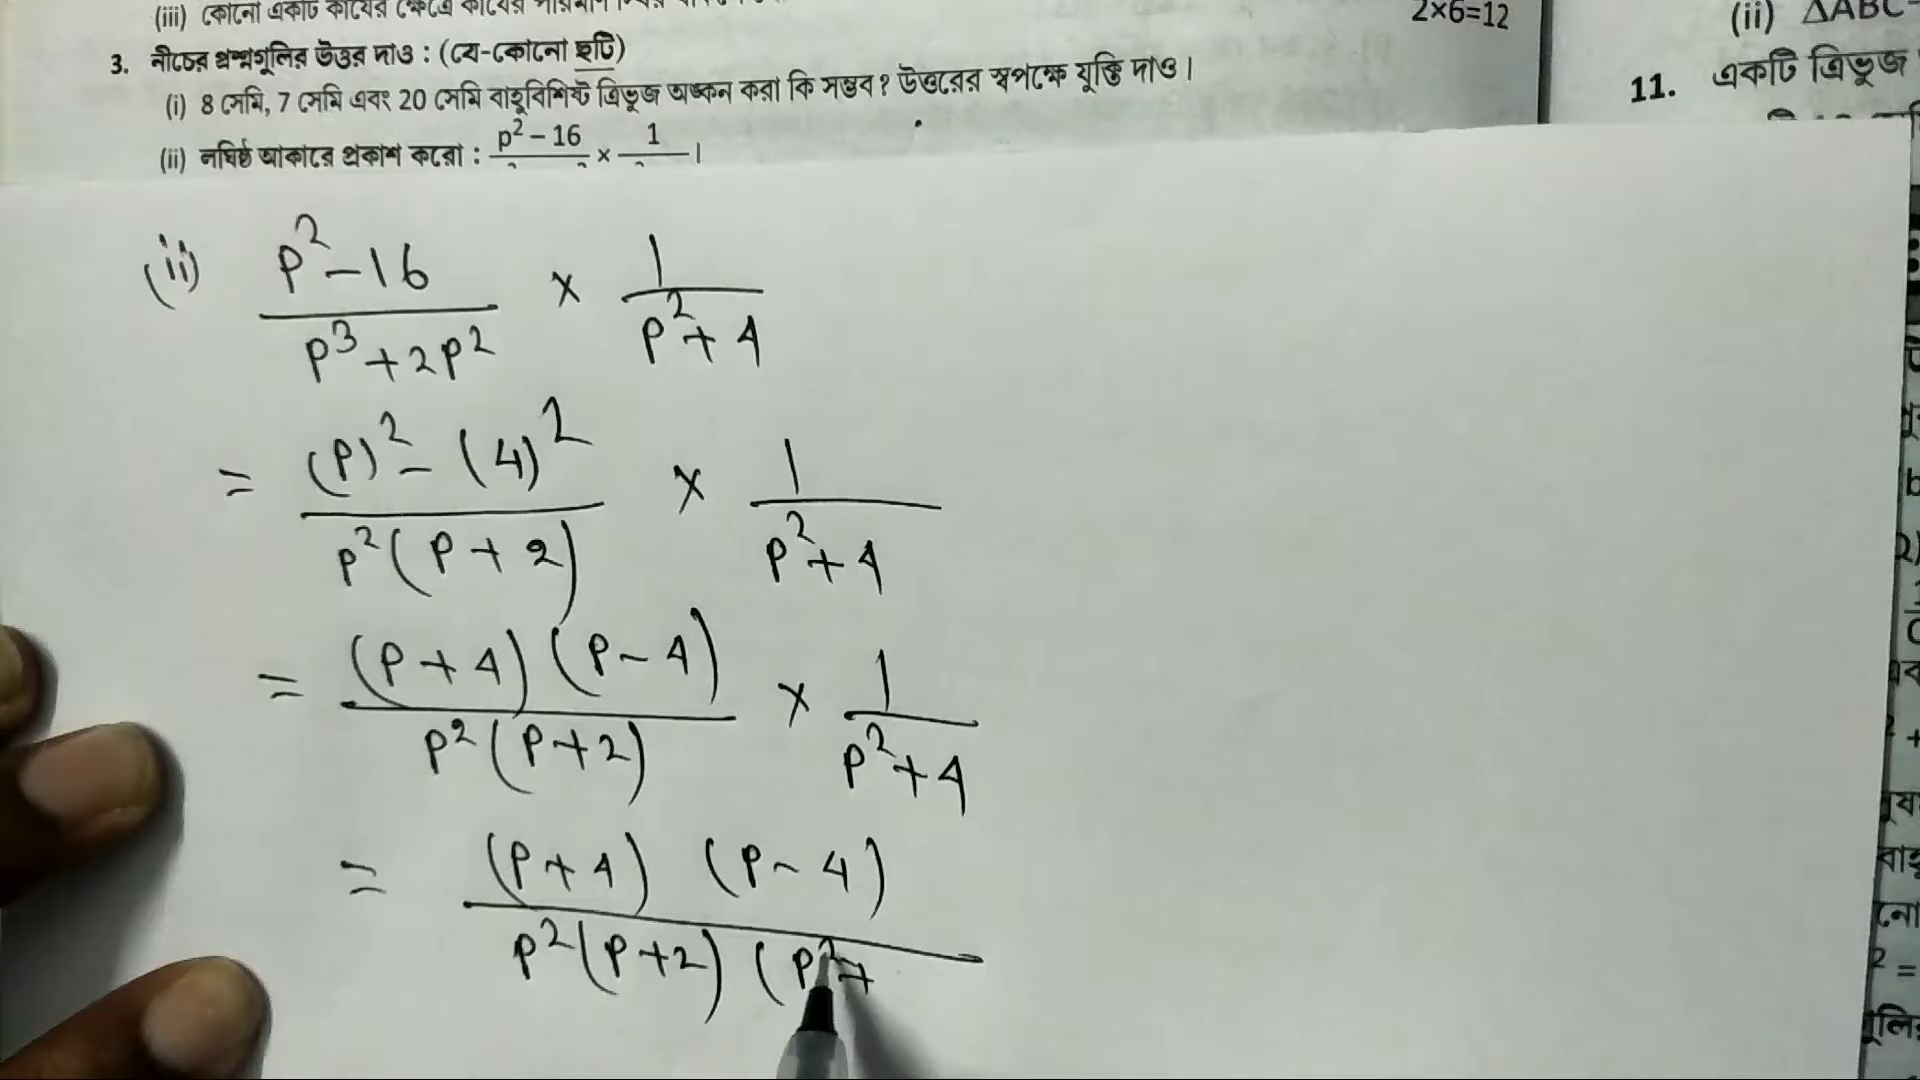 (iii) কোনো একটি কার্যের ক্ষেত্রে কার্যের পরিমাণ
2×6=12
3. নীচের প্রশ্নগুলির উত্তর দাও : (যে-কোনো ছটি)
(i) 8 সেমি, 7 সেমি এবং 20 সেমি বাহুবিশিষ্ট ত্রিভুজ অঙ্কন করা কি সম্ভব? উত্তরের স্বপক্ষে যুক্তি দাও।
(ii) লঘিষ্ঠ আকারে প্রকাশ করো : p² – 16 × 1 ।
(ii) ΔABC
11. একটি ত্রিভুজ
(ii) p² – 16 / p³ + 2p² × 1 / p² + 4
= (p)² – (4)² / p² (p + 2) × 1 / p² + 4
= (p + 4) (p – 4) / p² (p + 2) × 1 / p² + 4
= (p + 4) (p – 4) / p² (p + 2) (p² +